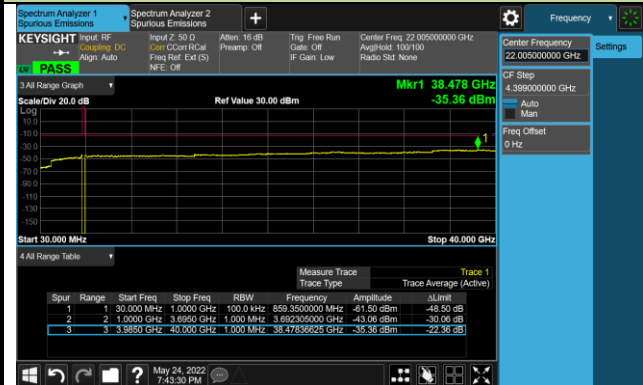 Spectrum Analyzer 1
Spurious Emissions
Spectrum Analyzer 2
Spurious Emissions
+
Frequency
KEYSIGHT
Input: RF
Coupling: DC
Align: Auto
Input Z: 50 Ω
Corr CCorr RCal
Freq Ref: Ext (S)
NFE: Off
Atten: 16 dB
Preamp: Off
Trig: Free Run
Gate: Off
IF Gain: Low
Center Freq: 22.005000000 GHz
Avg|Hold: 100/100
Radio Std: None
PASS
Center Frequency
22.005000000 GHz
Settings
CF Step
4.399000000 GHz
Auto
Man
Freq Offset
0 Hz
3 All Range Graph
Mkr1 38.478 GHz
Scale/Div 20.0 dB
Ref Value 30.00 dBm
-35.36 dBm
Log
10.0
-10.0
-30.0
-50.0
-70.0
-90.0
-110
-130
-150
1
Start 30.000 MHz
Stop 40.000 GHz
4 All Range Table
Measure Trace Trace 1
Trace Type Trace Average (Active)
Spur Range Start Freq Stop Freq RBW Frequency Amplitude ΔLimit
1 1 30.000 MHz 1.0000 GHz 100.0 kHz 859.3500000 MHz -61.50 dBm -48.50 dB
2 2 1.0000 GHz 3.6950 GHz 1.000 MHz 3.692305000 GHz -43.06 dBm -30.06 dB
3 3 3.9850 GHz 40.000 GHz 1.000 MHz 38.47836625 GHz -35.36 dBm -22.36 dB
?
May 24, 2022
7:43:30 PM